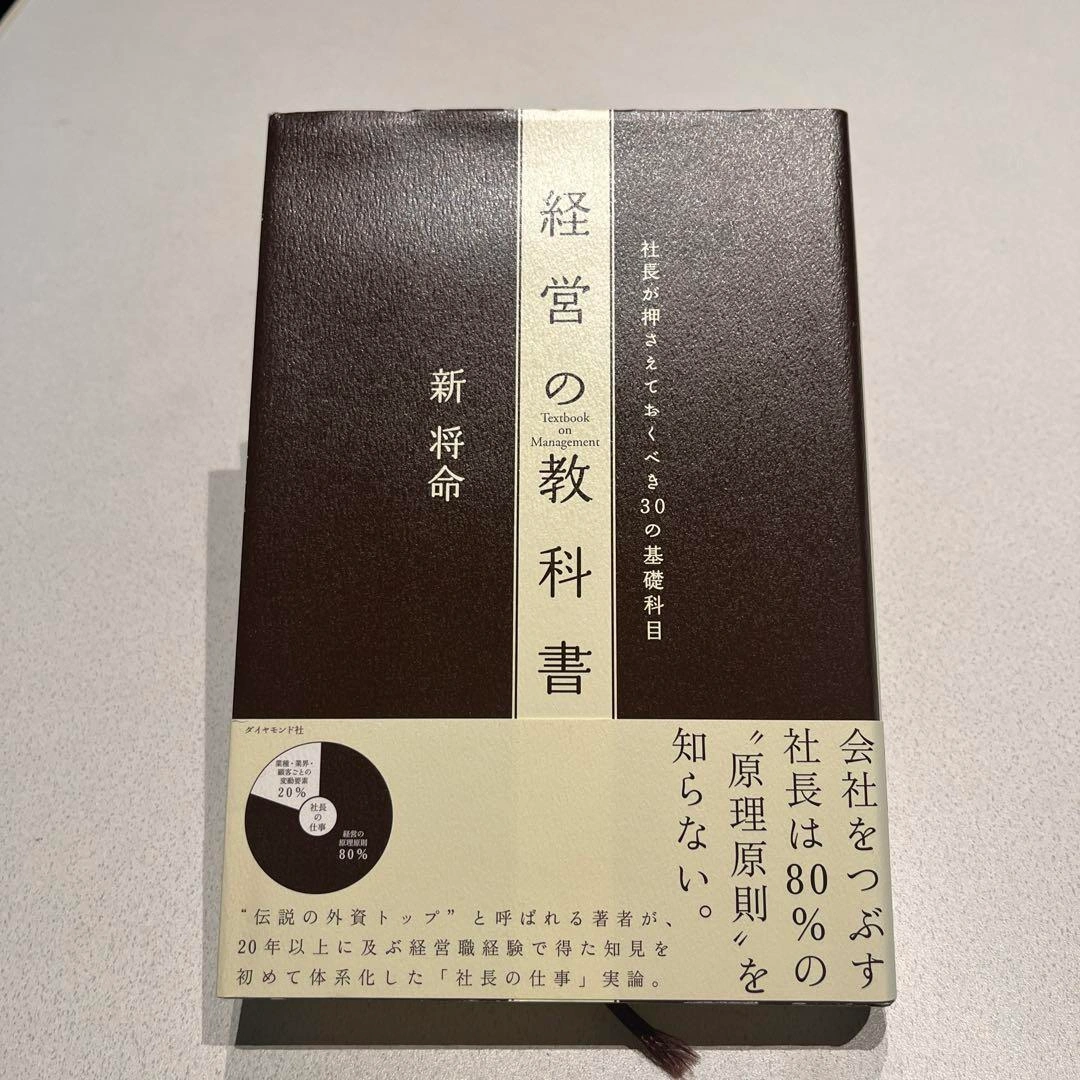 社長が押さえておくべき30の基礎科目
経営の教科書
Textbook
on
Management
新 将命
会社をつぶす
社長は80%の
〝原理原則〟を
知らない。
ダイヤモンド社
業種・業界・
顧客ごとの
変動要素
20%
社長
の
仕事
経営の
原理原則
80%
“伝説の外資トップ”と呼ばれる著者が、
20年以上に及ぶ経営職経験で得た知見を
初めて体系化した「社長の仕事」実論。